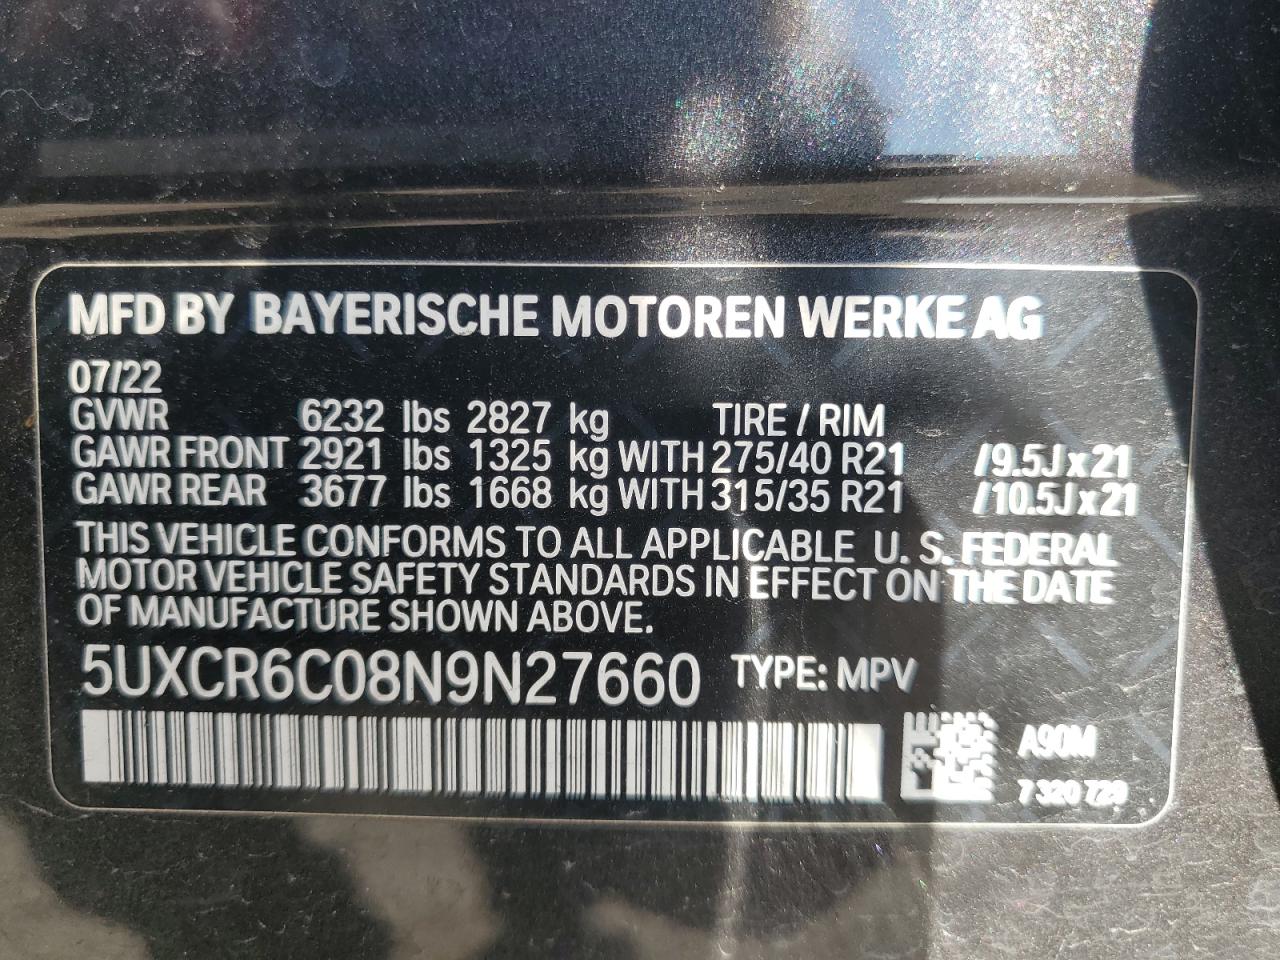 MFD BY BAYERISCHE MOTOREN WERKE AG
07/22
GVWR 6232 lbs 2827 kg TIRE / RIM
GAWR FRONT 2921 lbs 1325 kg WITH 275/40 R21 /9.5J x 21
GAWR REAR 3677 lbs 1668 kg WITH 315/35 R21 /10.5J x 21
THIS VEHICLE CONFORMS TO ALL APPLICABLE U. S. FEDERAL
MOTOR VEHICLE SAFETY STANDARDS IN EFFECT ON THE DATE
OF MANUFACTURE SHOWN ABOVE.
5UXCR6C08N9N27660 TYPE: MPV
A90M
7 320 729